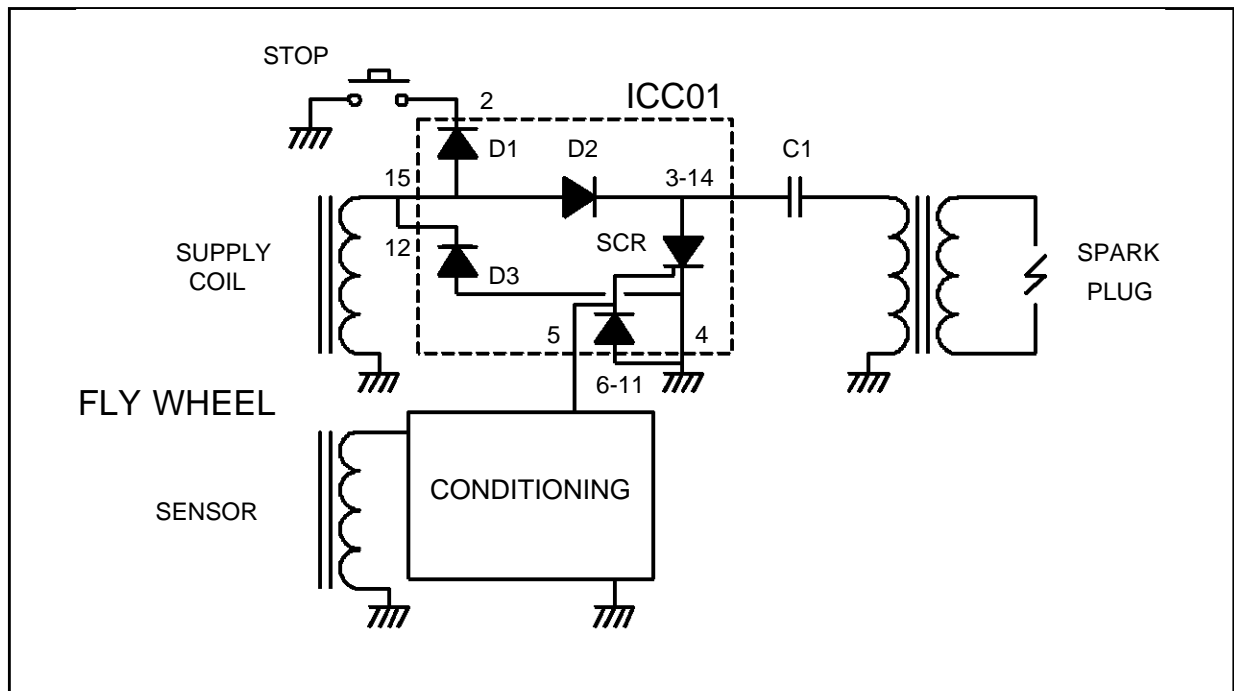 STOP
2
ICC01
D1
D2
C1
15
3-14
SUPPLY
COIL
12
SCR
D3
SPARK
PLUG
5
4
6-11
FLY WHEEL
CONDITIONING
SENSOR